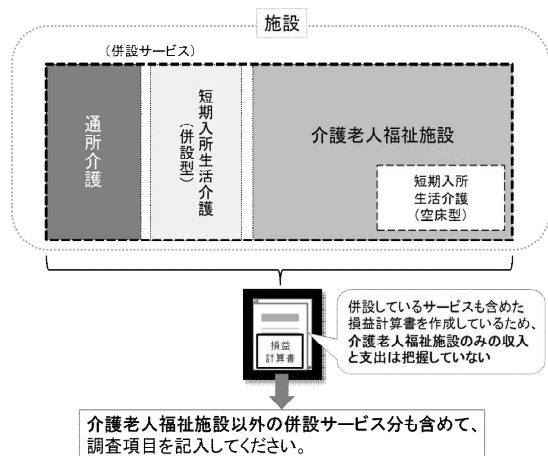 施設
（併設サービス）
通所介護
短期入所生活介護
（併設型）
介護老人福祉施設
短期入所
生活介護
（空床型）
損益
計算書
併設しているサービスも含めた
損益計算書を作成しているため、
介護老人福祉施設のみの収入
と支出は把握していない
介護老人福祉施設以外の併設サービス分も含めて、
調査項目を記入してください。